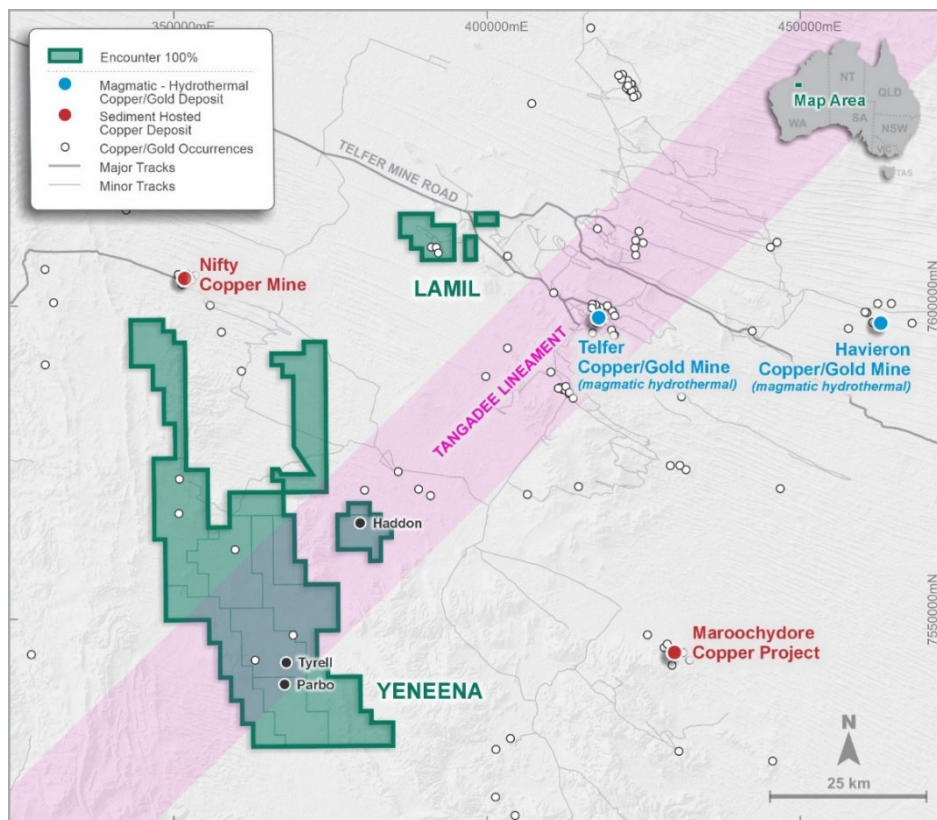 350000mE
400000mE
450000mE
Encounter 100%
Magmatic - Hydrothermal
Copper/Gold Deposit
Sediment Hosted
Copper Deposit
Copper/Gold Occurrences
Major Tracks
Minor Tracks
NT
QLD
Map Area
WA
SA
NSW
VIC
TAS
TELFER MINE ROAD
Nifty
Copper Mine
LAMIL
7600000mN
TANGADEE LINEAMENT
Telfer
Copper/Gold Mine
(magmatic hydrothermal)
Havieron
Copper/Gold Mine
(magmatic hydrothermal)
Haddon
7550000mN
Maroochydore
Copper Project
Tyrell
Parbo
YENEENA
N
25 km